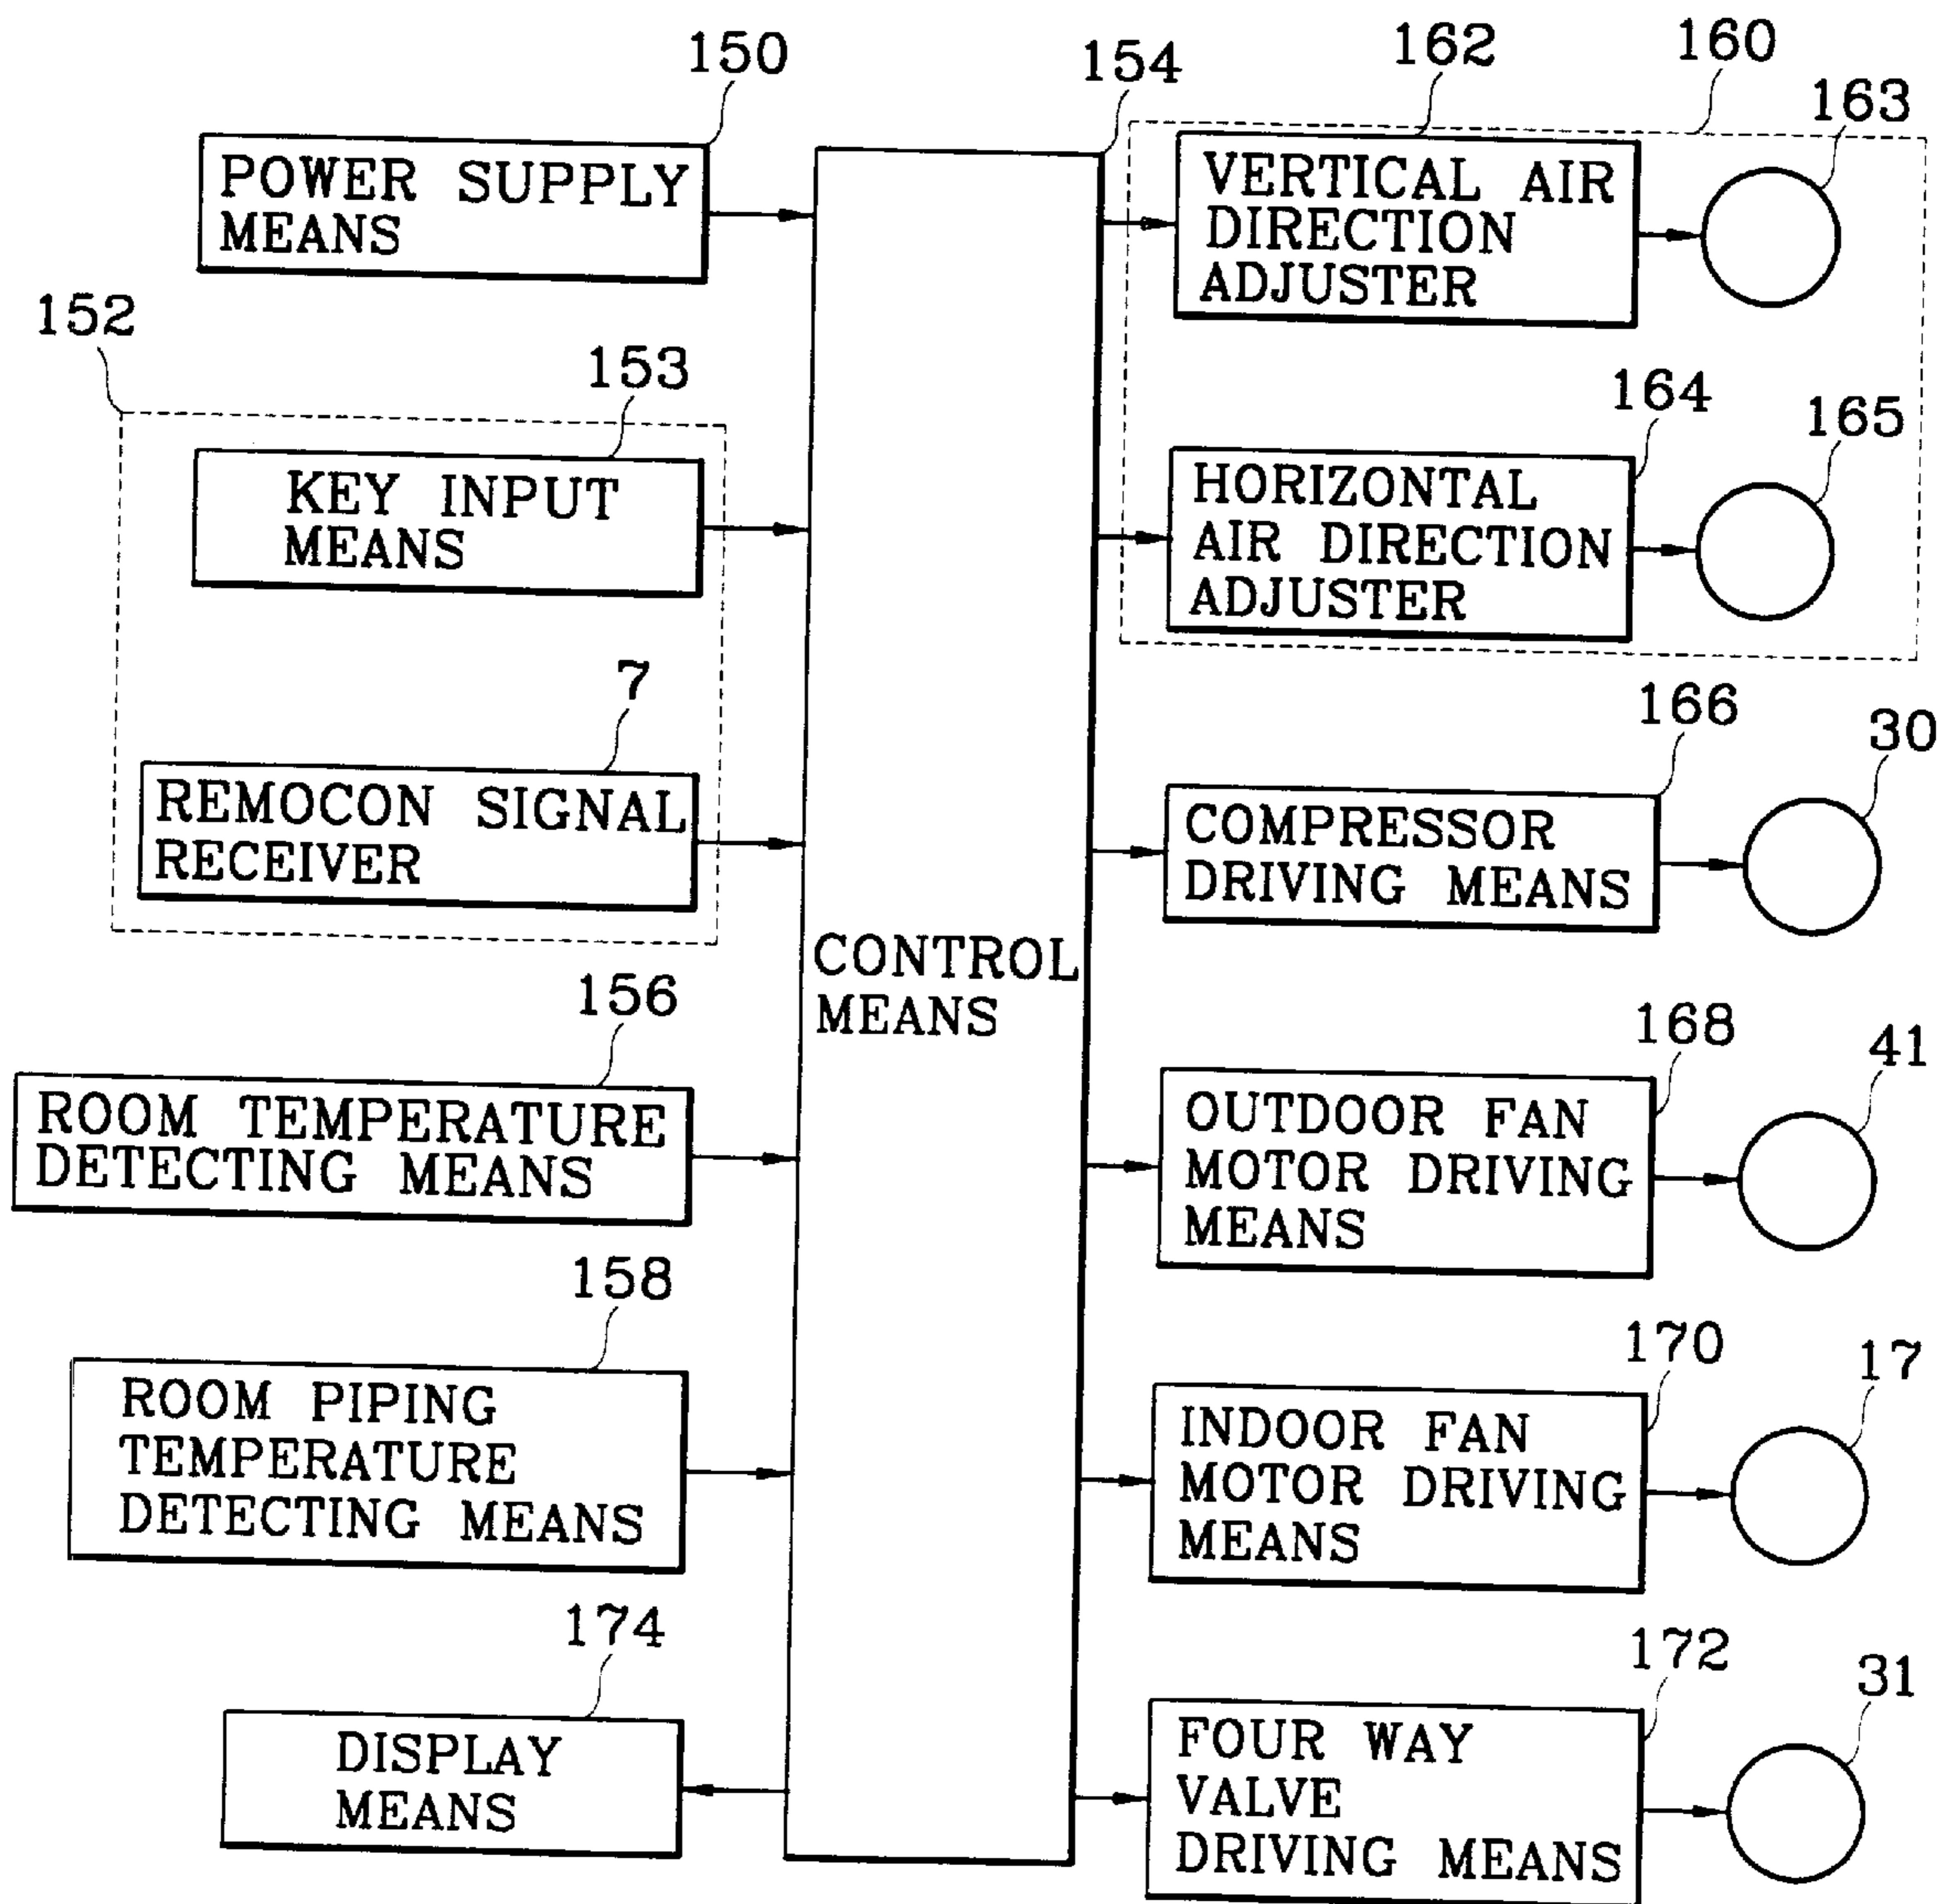 150
POWER SUPPLY
MEANS
152
153
KEY INPUT
MEANS
7
REMOCON SIGNAL
RECEIVER
156
ROOM TEMPERATURE
DETECTING MEANS
158
ROOM PIPING
TEMPERATURE
DETECTING MEANS
174
DISPLAY
MEANS
154
CONTROL
MEANS
160
162
VERTICAL AIR
DIRECTION
ADJUSTER
163
164
HORIZONTAL
AIR DIRECTION
ADJUSTER
165
166
COMPRESSOR
DRIVING MEANS
30
168
OUTDOOR FAN
MOTOR DRIVING
MEANS
41
170
INDOOR FAN
MOTOR DRIVING
MEANS
17
172
FOUR WAY
VALVE
DRIVING MEANS
31